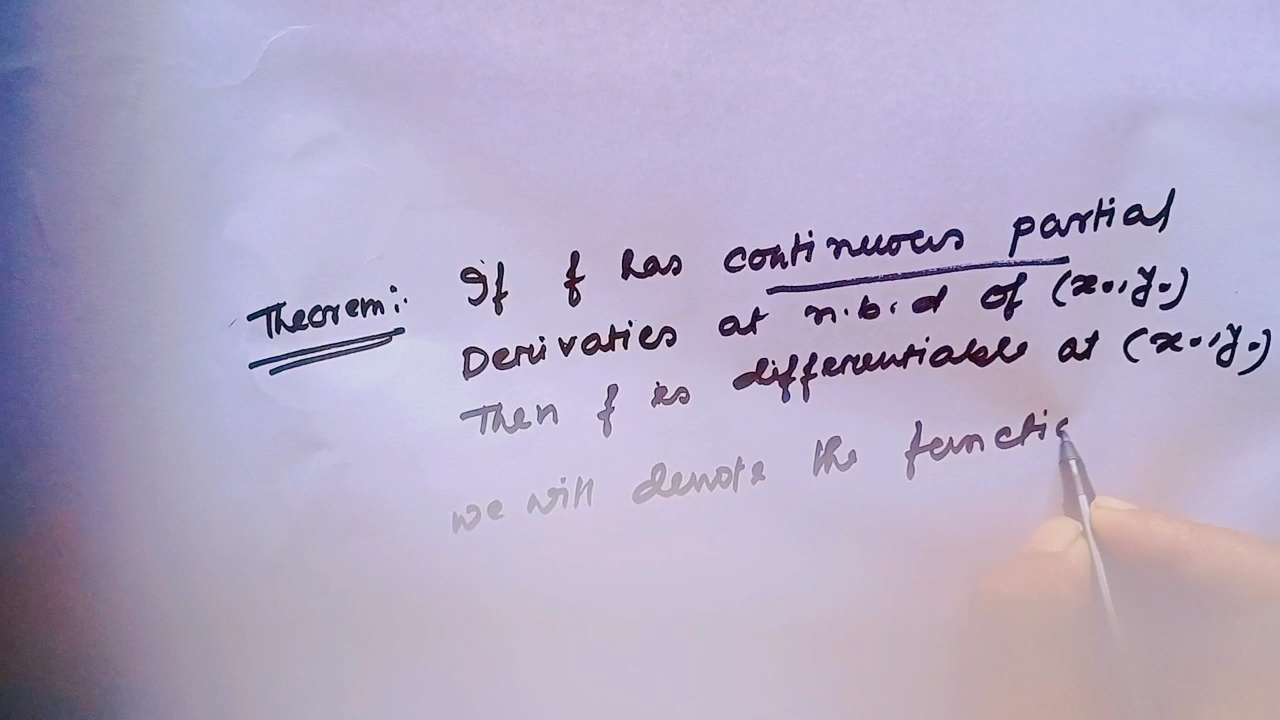 Theorem:. If f has continuous partial
Derivaties at n.b.d of (x₀, y₀)
Then f is differentiable at (x₀, y₀)
we will denote the functio